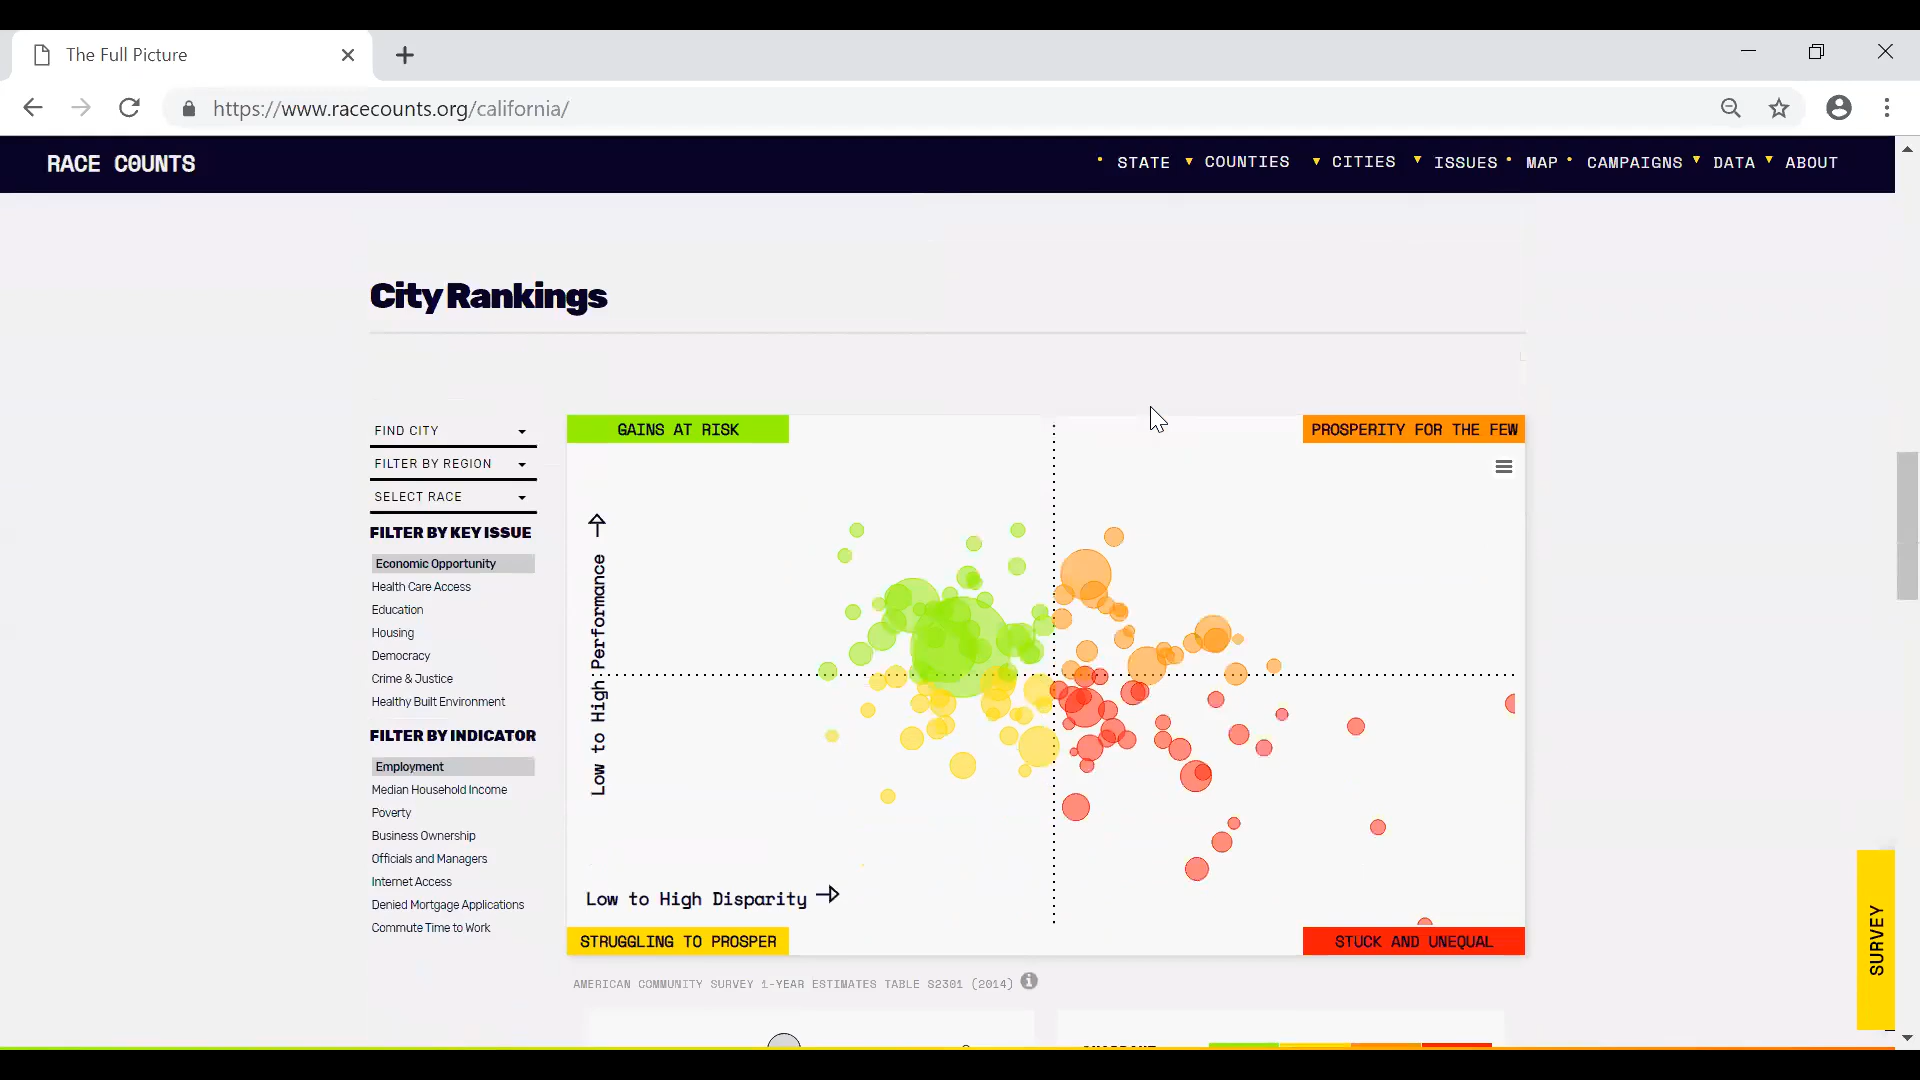 The Full Picture
https://www.racecounts.org/california/
RACE COUNTS
STATE COUNTIES CITIES ISSUES MAP CAMPAIGNS DATA ABOUT
City Rankings
FIND CITY
FILTER BY REGION
SELECT RACE
FILTER BY KEY ISSUE
Economic Opportunity
Health Care Access
Education
Housing
Democracy
Crime & Justice
Healthy Built Environment
FILTER BY INDICATOR
Employment
Median Household Income
Poverty
Business Ownership
Officials and Managers
Internet Access
Denied Mortgage Applications
Commute Time to Work
GAINS AT RISK
PROSPERITY FOR THE FEW
Low to High Performance
Low to High Disparity
STRUGGLING TO PROSPER
STUCK AND UNEQUAL
AMERICAN COMMUNITY SURVEY 1-YEAR ESTIMATES TABLE S2301 (2014)
SURVEY